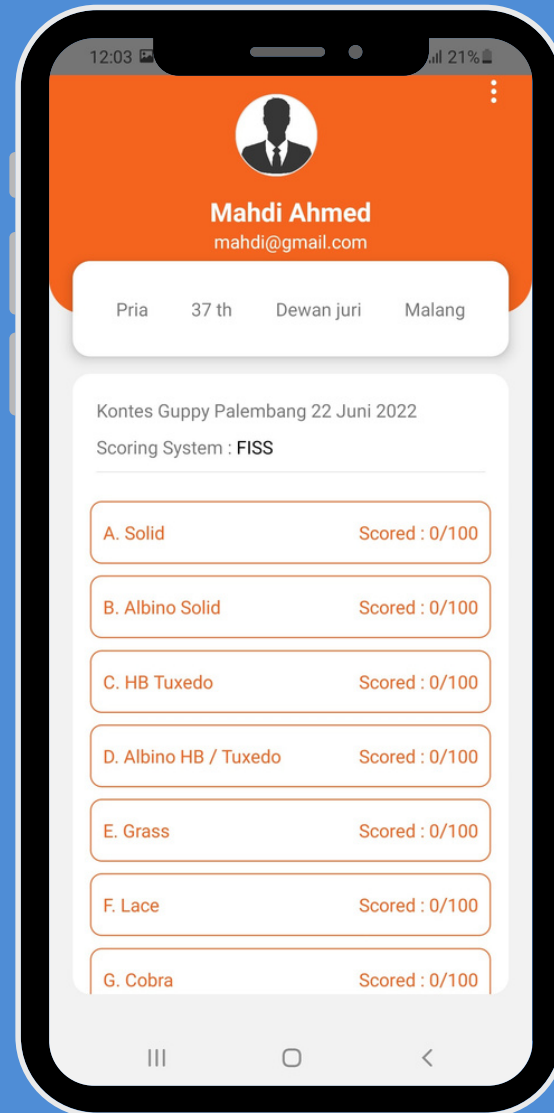 12:03 21%
Mahdi Ahmed
mahdi@gmail.com
Pria 37 th Dewan juri Malang
Kontes Guppy Palembang 22 Juni 2022
Scoring System : FISS
A. Solid Scored : 0/100
B. Albino Solid Scored : 0/100
C. HB Tuxedo Scored : 0/100
D. Albino HB / Tuxedo Scored : 0/100
E. Grass Scored : 0/100
F. Lace Scored : 0/100
G. Cobra Scored : 0/100